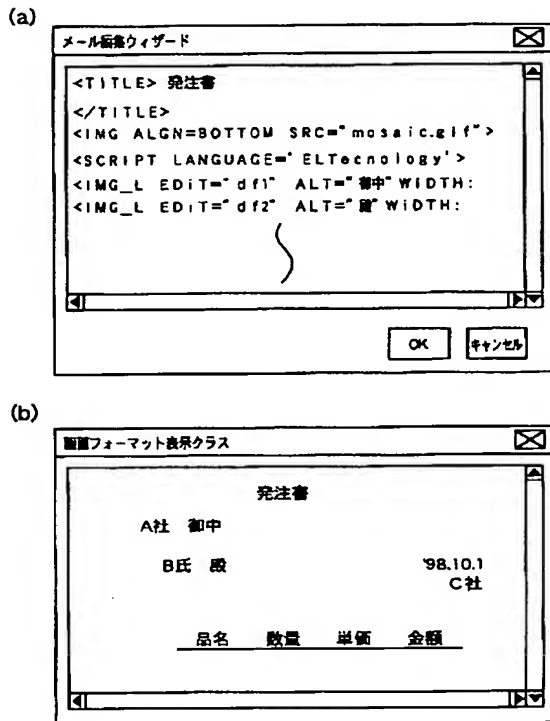 (a)
メール編集ウィザード
<TITLE> 発注書
</TITLE>
<IMG ALGN=BOTTOM SRC="mosaic.gif">
<SCRIPT LANGUAGE="ELTecnology'>
<IMG_L EDiT="df1" ALT="御中"WIDTH:
<IMG_L EDiT="df2" ALT="殿"WiDTH:
OK キャンセル
(b)
画面フォーマット表示クラス
発注書
A社 御中
B氏 殿 '98.10.1
C社
品名 数量 単価 金額